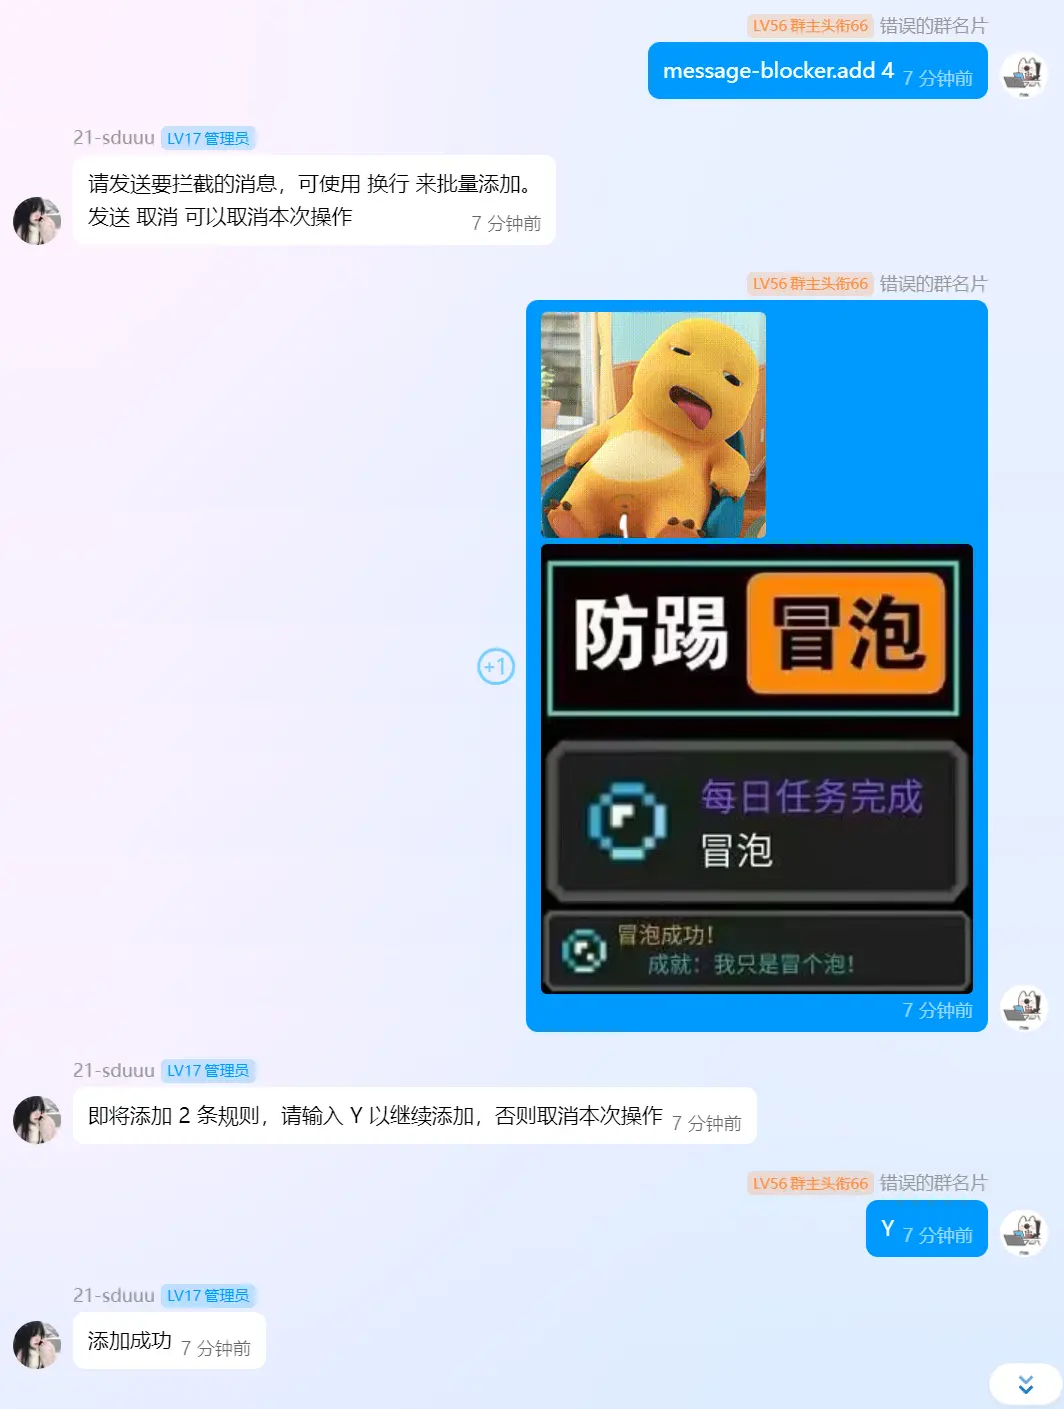 LV56 群主头衔66 错误的群名片
message-blocker.add 4 7 分钟前
21-sduuu LV17 管理员
请发送要拦截的消息，可使用 换行 来批量添加。
发送 取消 可以取消本次操作 7 分钟前
LV56 群主头衔66 错误的群名片
防踢 冒泡
+1
每日任务完成
冒泡
冒泡成功！
成就：我只是冒个泡！
7 分钟前
21-sduuu LV17 管理员
即将添加 2 条规则，请输入 Y 以继续添加，否则取消本次操作 7 分钟前
LV56 群主头衔66 错误的群名片
Y 7 分钟前
21-sduuu LV17 管理员
添加成功 7 分钟前